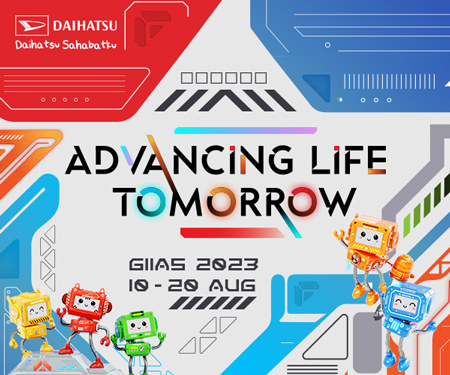 DAIHATSU
Daihatsu Sahabatku
ADVANCING LIFE
TOMORROW
GIIAS 2023
10 - 20 AUG